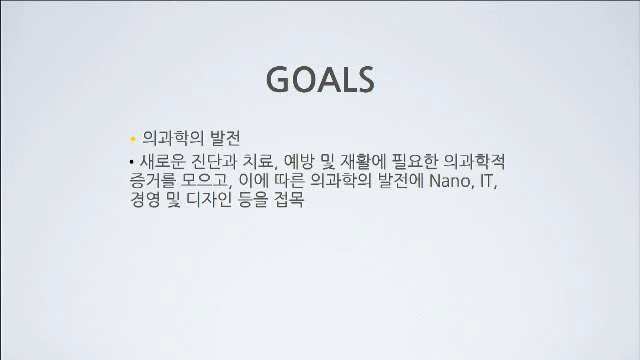 GOALS
• 의과학의 발전
• 새로운 진단과 치료, 예방 및 재활에 필요한 의과학적
증거를 모으고, 이에 따른 의과학의 발전에 Nano, IT,
경영 및 디자인 등을 접목